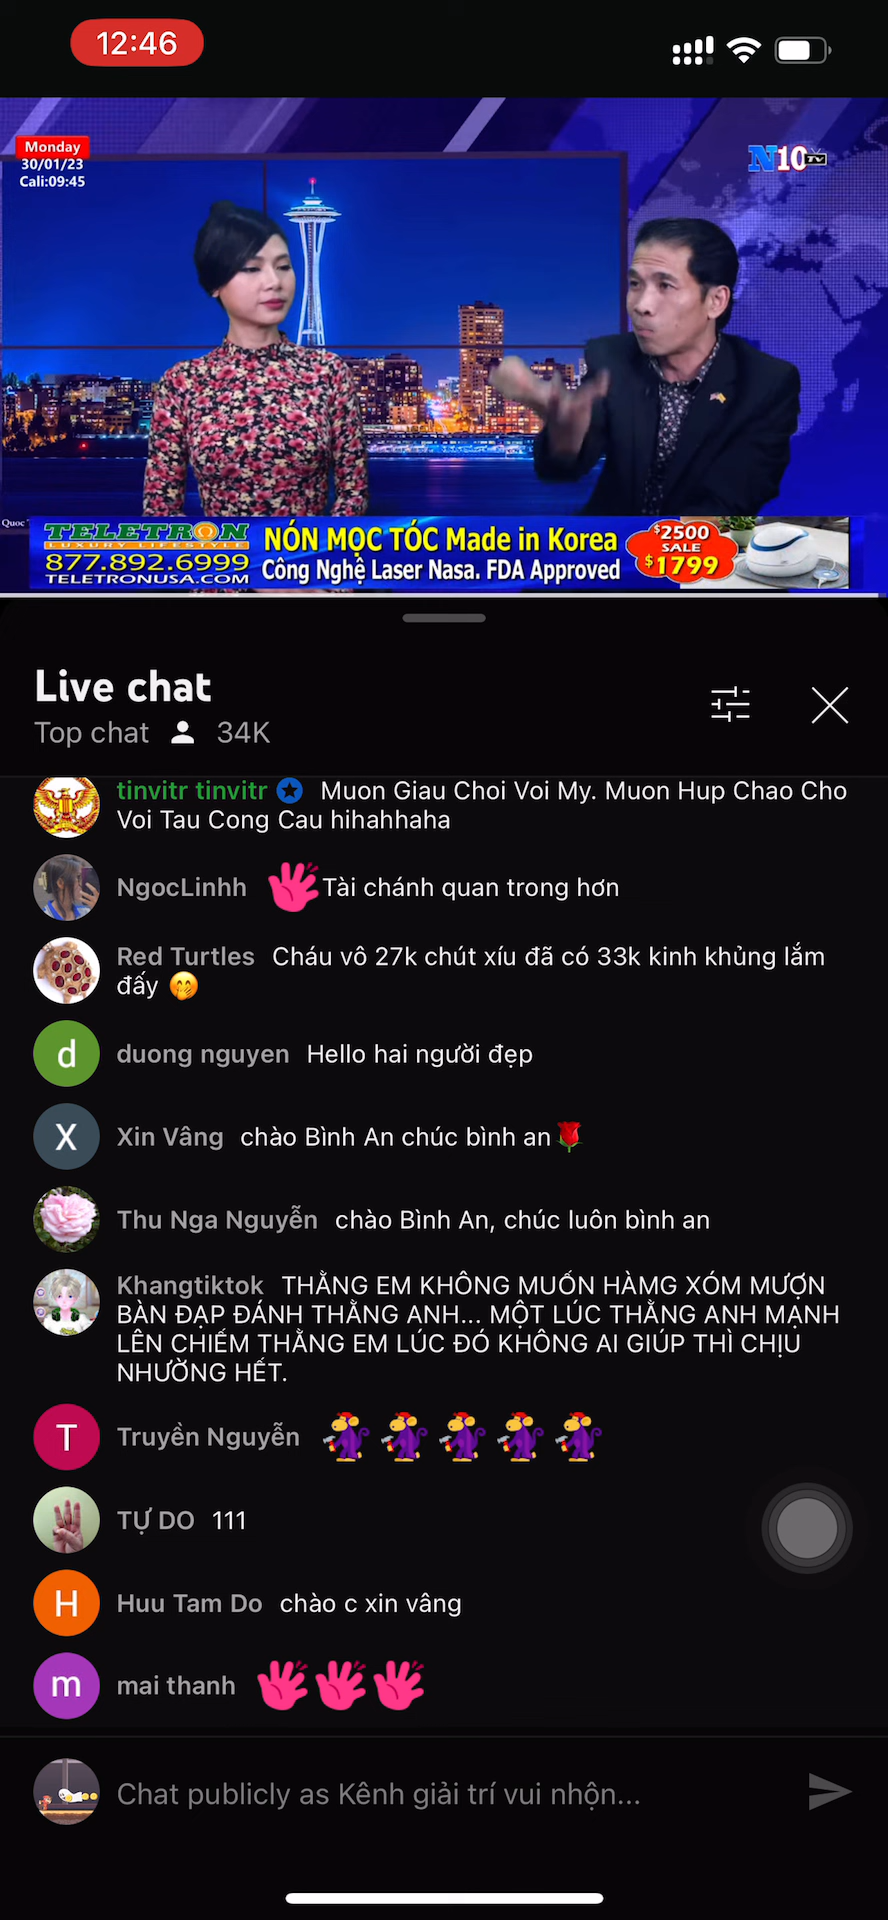 12:46
Monday
30/01/23
Cali:09:45
N10 TV
Quoc
TELETRON
LUXURY LIFESTYLE
877.892.6999
TELETRONUSA.COM
NÓN MỌC TÓC Made in Korea
Công Nghệ Laser Nasa. FDA Approved
$2500
SALE
$1799
Live chat
Top chat 34K
tinvitr tinvitr Muon Giau Choi Voi My. Muon Hup Chao Cho
Voi Tau Cong Cau hihahhaha
NgocLinhh Tài chánh quan trong hơn
Red Turtles Cháu vô 27k chút xíu đã có 33k kinh khủng lắm
đấy 🤭
d duong nguyen Hello hai người đẹp
X Xin Vâng chào Bình An chúc bình an🌹
Thu Nga Nguyễn chào Bình An, chúc luôn bình an
Khangtiktok THẰNG EM KHÔNG MUỐN HÀMG XÓM MƯỢN
BÀN ĐẠP ĐÁNH THẰNG ANH... MỘT LÚC THẰNG ANH MẠNH
LÊN CHIẾM THẰNG EM LÚC ĐÓ KHÔNG AI GIÚP THÌ CHỊU
NHƯỜNG HẾT.
T Truyền Nguyễn
TỰ DO 111
H Huu Tam Do chào c xin vâng
m mai thanh
Chat publicly as Kênh giải trí vui nhộn...